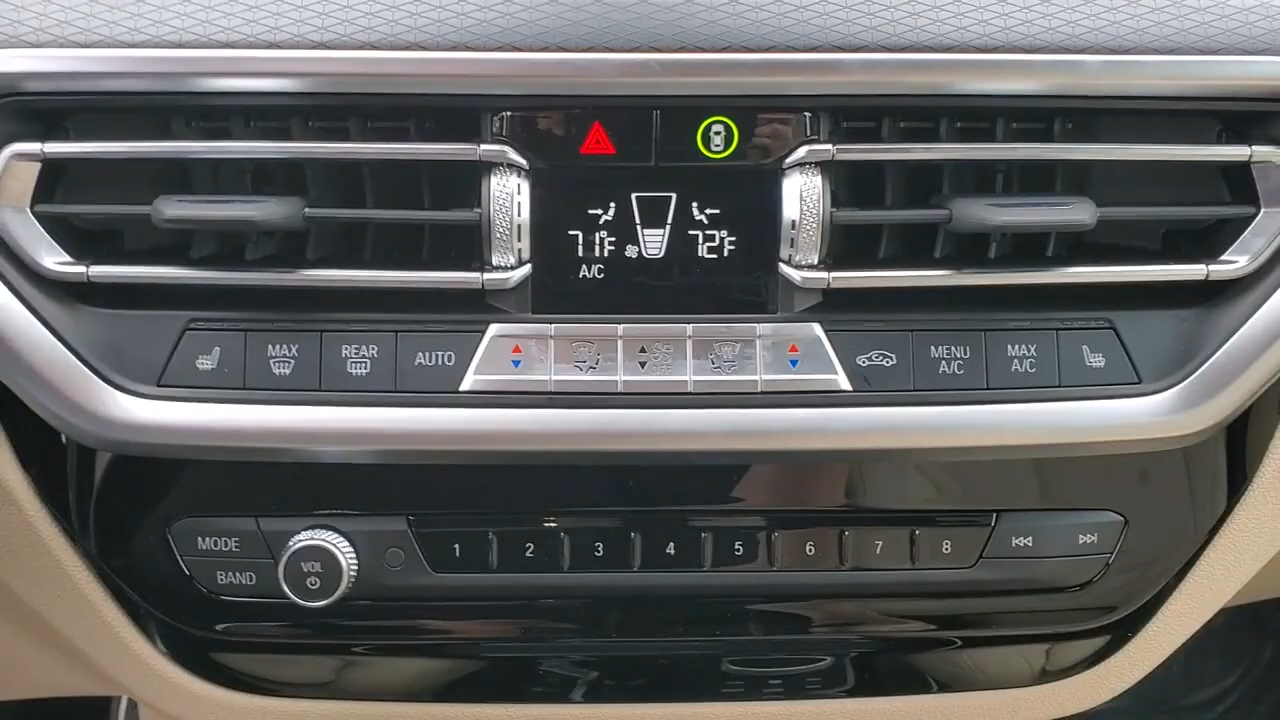 71°F
72°F
A/C
MAX
REAR
AUTO
OFF
MENU
A/C
MAX
A/C
MODE
BAND
VOL
1 2 3 4 5 6 7 8